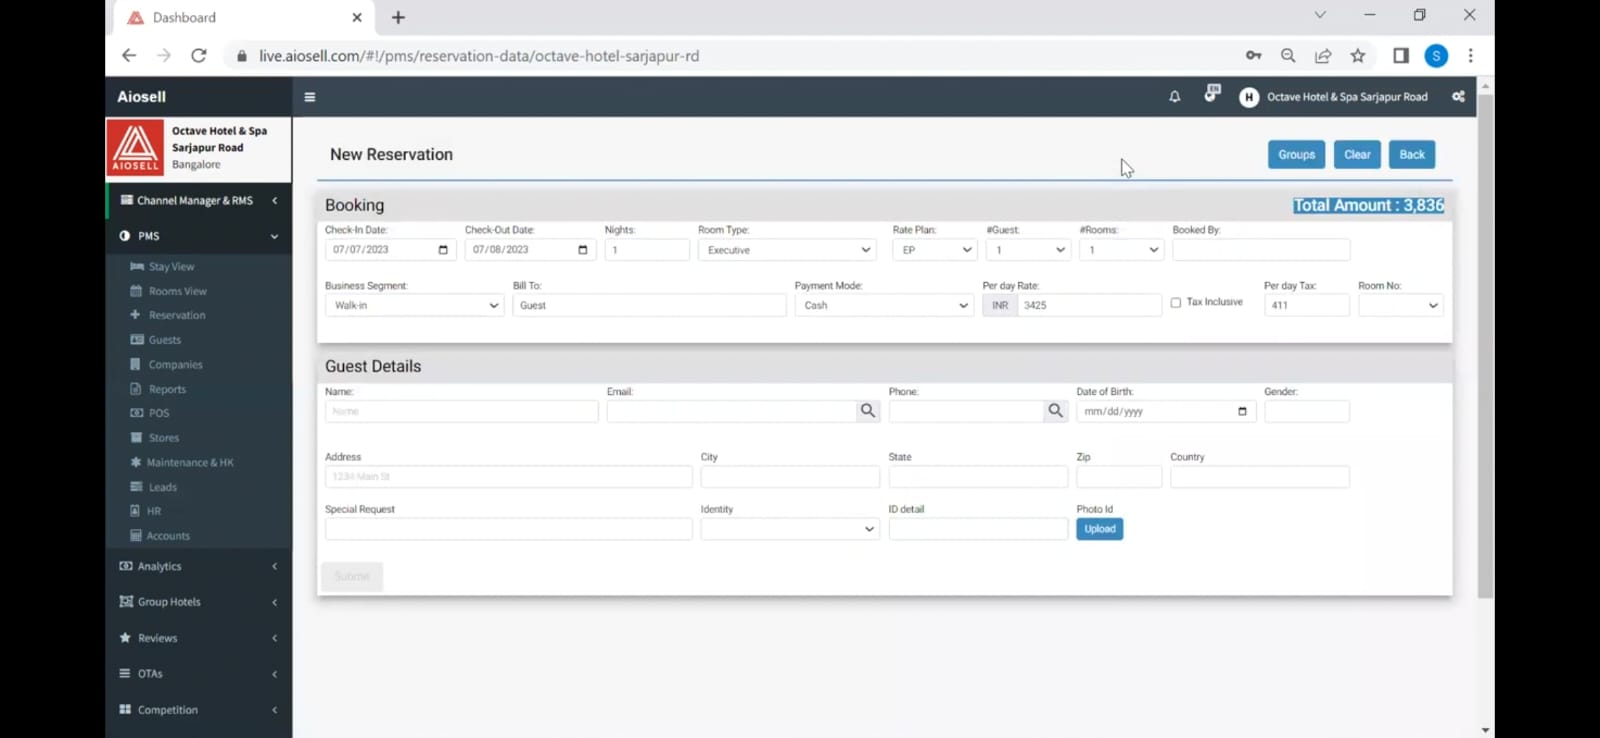 Dashboard
live.aiosell.com/#!/pms/reservation-data/octave-hotel-sarjapur-rd
S
Aiosell
EN
H Octave Hotel & Spa Sarjapur Road
AIOSELL
Octave Hotel & Spa
Sarjapur Road
Bangalore
Channel Manager & RMS
PMS
Stay View
Rooms View
Reservation
Guests
Companies
Reports
POS
Stores
Maintenance & HK
Leads
HR
Accounts
Analytics
Group Hotels
Reviews
OTAs
Competition
New Reservation
Groups Clear Back
Booking Total Amount : 3,836
Check-In Date: Check-Out Date: Nights: Room Type: Rate Plan: #Guest: #Rooms: Booked By:
07/07/2023 07/08/2023 1 Executive EP 1 1
Business Segment: Bill To: Payment Mode: Per day Rate: Per day Tax: Room No:
Walk-in Guest Cash INR 3425 Tax Inclusive 411
Guest Details
Name: Email: Phone: Date of Birth: Gender:
Name mm/dd/yyyy
Address City State Zip Country
1234 Main St
Special Request Identity ID detail Photo Id
Upload
Submit